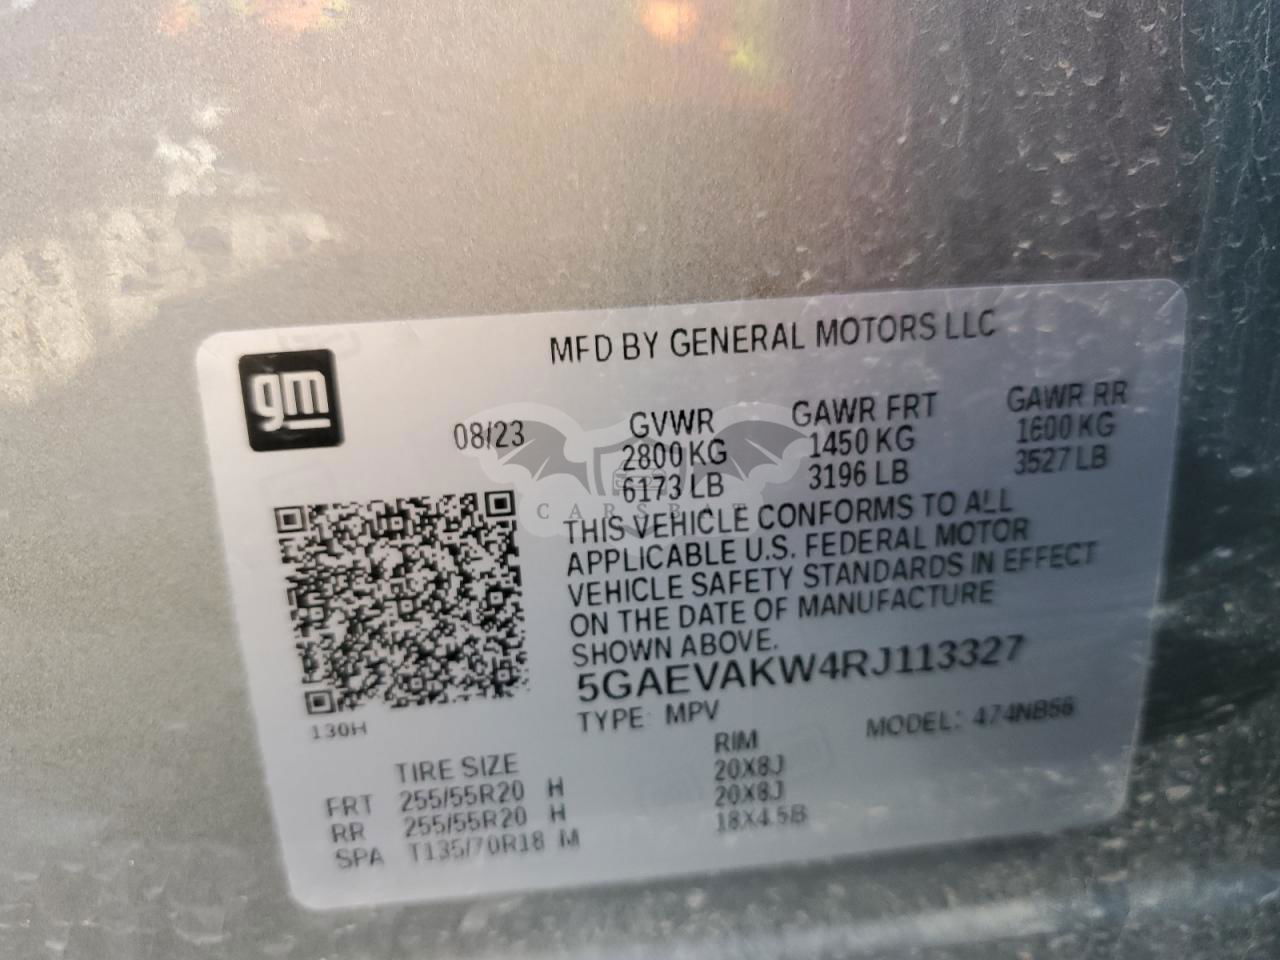 gm
MFD BY GENERAL MOTORS LLC
08/23
GVWR
2800 KG
6173 LB
GAWR FRT
1450 KG
3196 LB
GAWR RR
1600 KG
3527 LB
CARSBAT
THIS VEHICLE CONFORMS TO ALL
APPLICABLE U.S. FEDERAL MOTOR
VEHICLE SAFETY STANDARDS IN EFFECT
ON THE DATE OF MANUFACTURE
SHOWN ABOVE.
5GAEVAKW4RJ113327
TYPE: MPV
MODEL: 474NB56
130H
TIRE SIZE
RIM
FRT 255/55R20 H 20X8J
RR 255/55R20 H 20X8J
SPA T135/70R18 M 18X4.5B